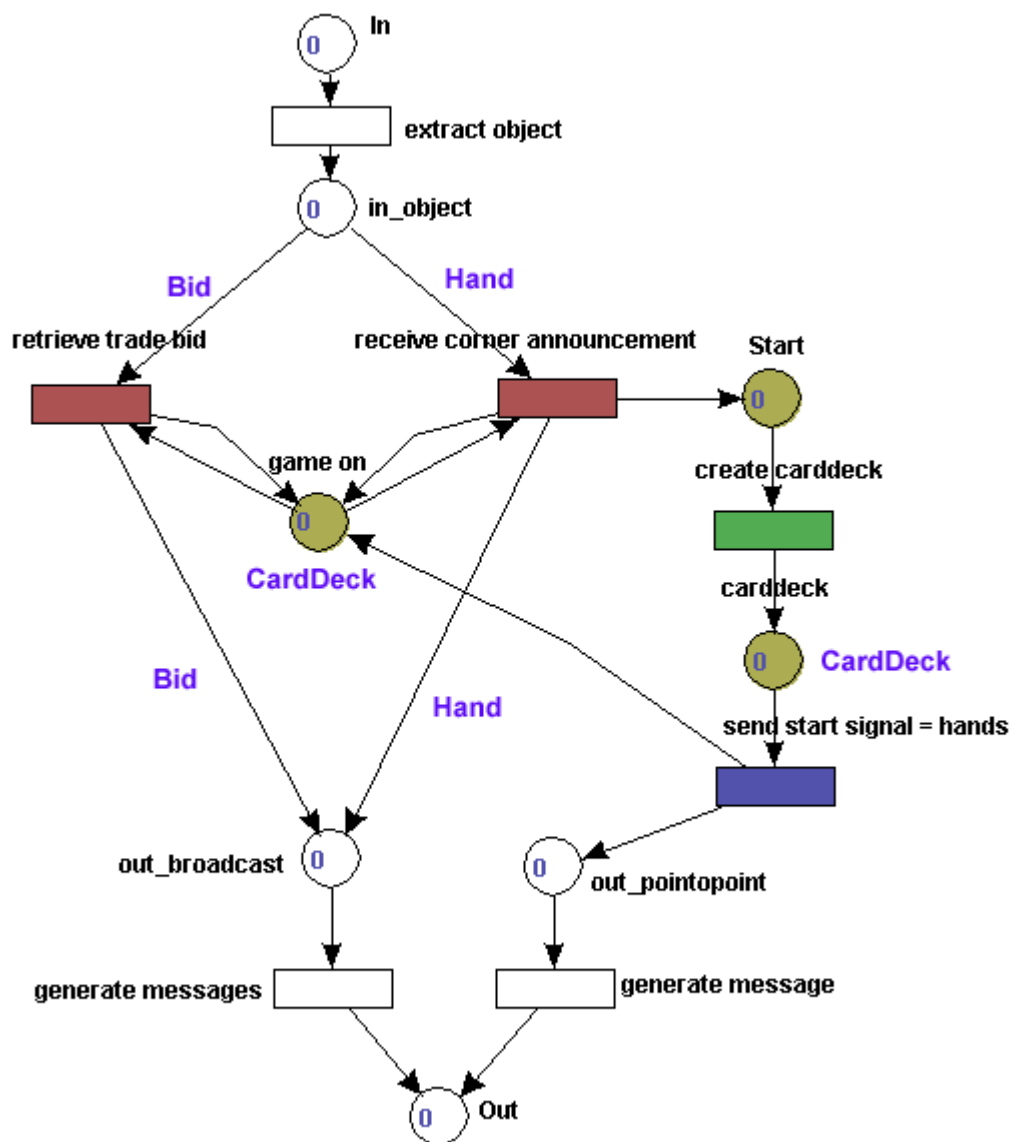 In
0
extract object
0
in_object
Bid
Hand
retrieve trade bid
receive corner announcement
Start
0
game on
create carddeck
0
CardDeck
carddeck
0
CardDeck
Bid
Hand
send start signal = hands
out_broadcast
0
0
out_pointopoint
generate messages
generate message
0
Out